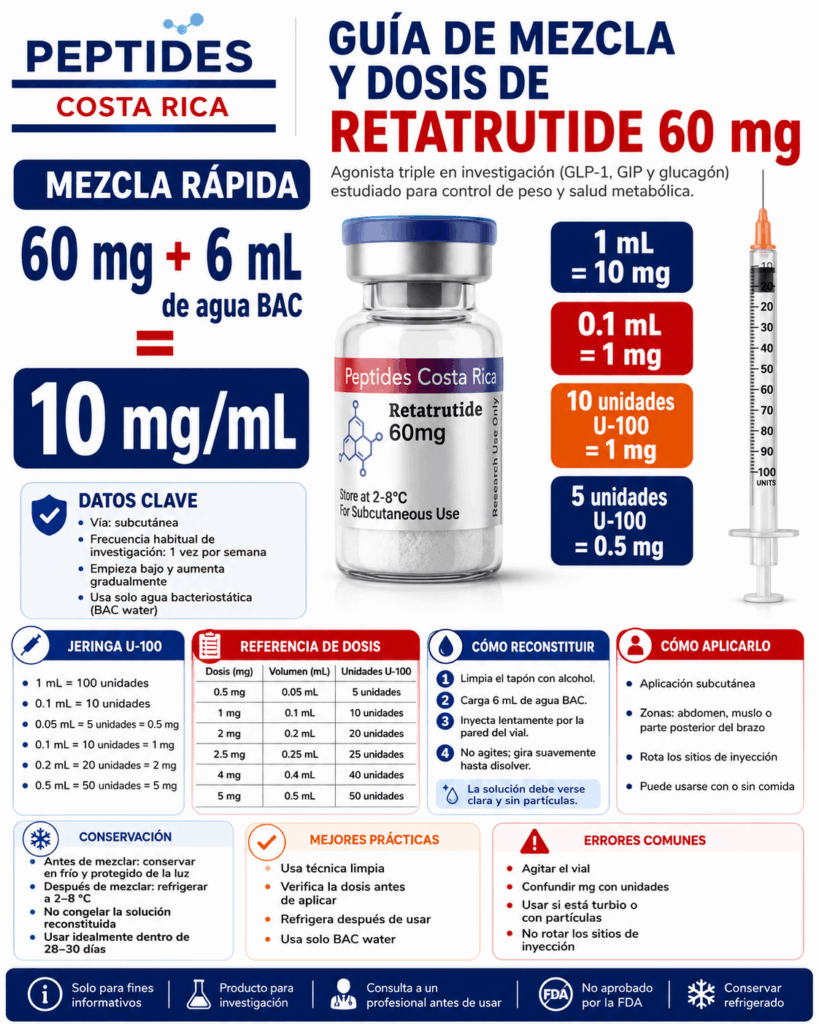 PEPTIDES
COSTA RICA
GUÍA DE MEZCLA
Y DOSIS DE
RETATRUTIDE 60 mg
Agonista triple en investigación (GLP-1, GIP y glucagón)
estudiado para control de peso y salud metabólica.
MEZCLA RÁPIDA
60 mg + 6 mL
de agua BAC
=
10 mg/mL
Peptides Costa Rica
Retatrutide
60mg
Research Use Only
Store at 2-8°C
For Subcutaneous Use
1 mL
= 10 mg
0.1 mL
= 1 mg
10 unidades
U-100
= 1 mg
5 unidades
U-100
= 0.5 mg
10
20
20
30
40
50
60
70
80
90
100
UNITS
DATOS CLAVE
• Vía: subcutánea
• Frecuencia habitual de
investigación: 1 vez por semana
• Empieza bajo y aumenta
gradualmente
• Usa solo agua bacteriostática
(BAC water)
JERINGA U-100
• 1 mL = 100 unidades
• 0.1 mL = 10 unidades
• 0.05 mL = 5 unidades = 0.5 mg
• 0.1 mL = 10 unidades = 1 mg
• 0.2 mL = 20 unidades = 2 mg
• 0.5 mL = 50 unidades = 5 mg
REFERENCIA DE DOSIS
Dosis (mg) Volumen (mL) Unidades U-100
0.5 mg 0.05 mL 5 unidades
1 mg 0.1 mL 10 unidades
2 mg 0.2 mL 20 unidades
2.5 mg 0.25 mL 25 unidades
4 mg 0.4 mL 40 unidades
5 mg 0.5 mL 50 unidades
CÓMO RECONSTITUIR
1 Limpia el tapón con alcohol.
2 Carga 6 mL de agua BAC.
3 Inyecta lentamente por la
pared del vial.
4 No agites; gira suavemente
hasta disolver.
La solución debe verse
clara y sin partículas.
CÓMO APLICARLO
• Aplicación subcutánea
• Zonas: abdomen, muslo o
parte posterior del brazo
• Rota los sitios de inyección
• Puede usarse con o sin comida
CONSERVACIÓN
• Antes de mezclar: conservar
en frío y protegido de la luz
• Después de mezclar: refrigerar
a 2–8 °C
• No congelar la solución
reconstituida
• Usar idealmente dentro de
28–30 días
MEJORES PRÁCTICAS
• Usa técnica limpia
• Verifica la dosis antes
de aplicar
• Refrigera después de usar
• Usa solo BAC water
ERRORES COMUNES
• Agitar el vial
• Confundir mg con unidades
• Usar si está turbio o
con partículas
• No rotar los sitios de
inyección
Solo para fines
informativos
Producto para
investigación
Consulta a un
profesional antes de usar
FDA
No aprobado
por la FDA
Conservar
refrigerado